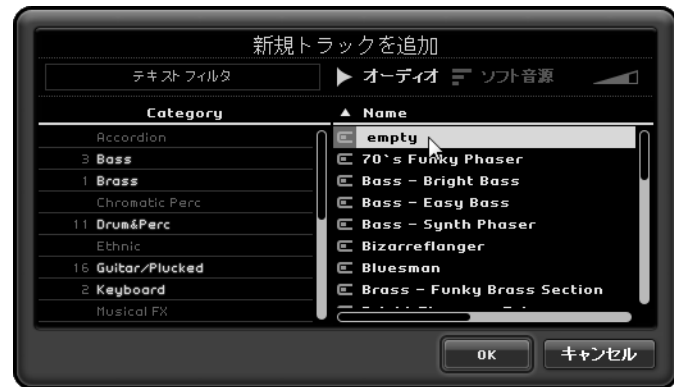 新規トラックを追加
テキストフィルタ
オーディオ
ソフト音源
Category
Name
Accordion
3 Bass
1 Brass
Chromatic Perc
11 Drum&Perc
Ethnic
16 Guitar/Plucked
2 Keyboard
Musical FX
empty
70`s Funky Phaser
Bass - Bright Bass
Bass - Easy Bass
Bass - Synth Phaser
Bizarreflanger
Bluesman
Brass - Funky Brass Section
OK
キャンセル